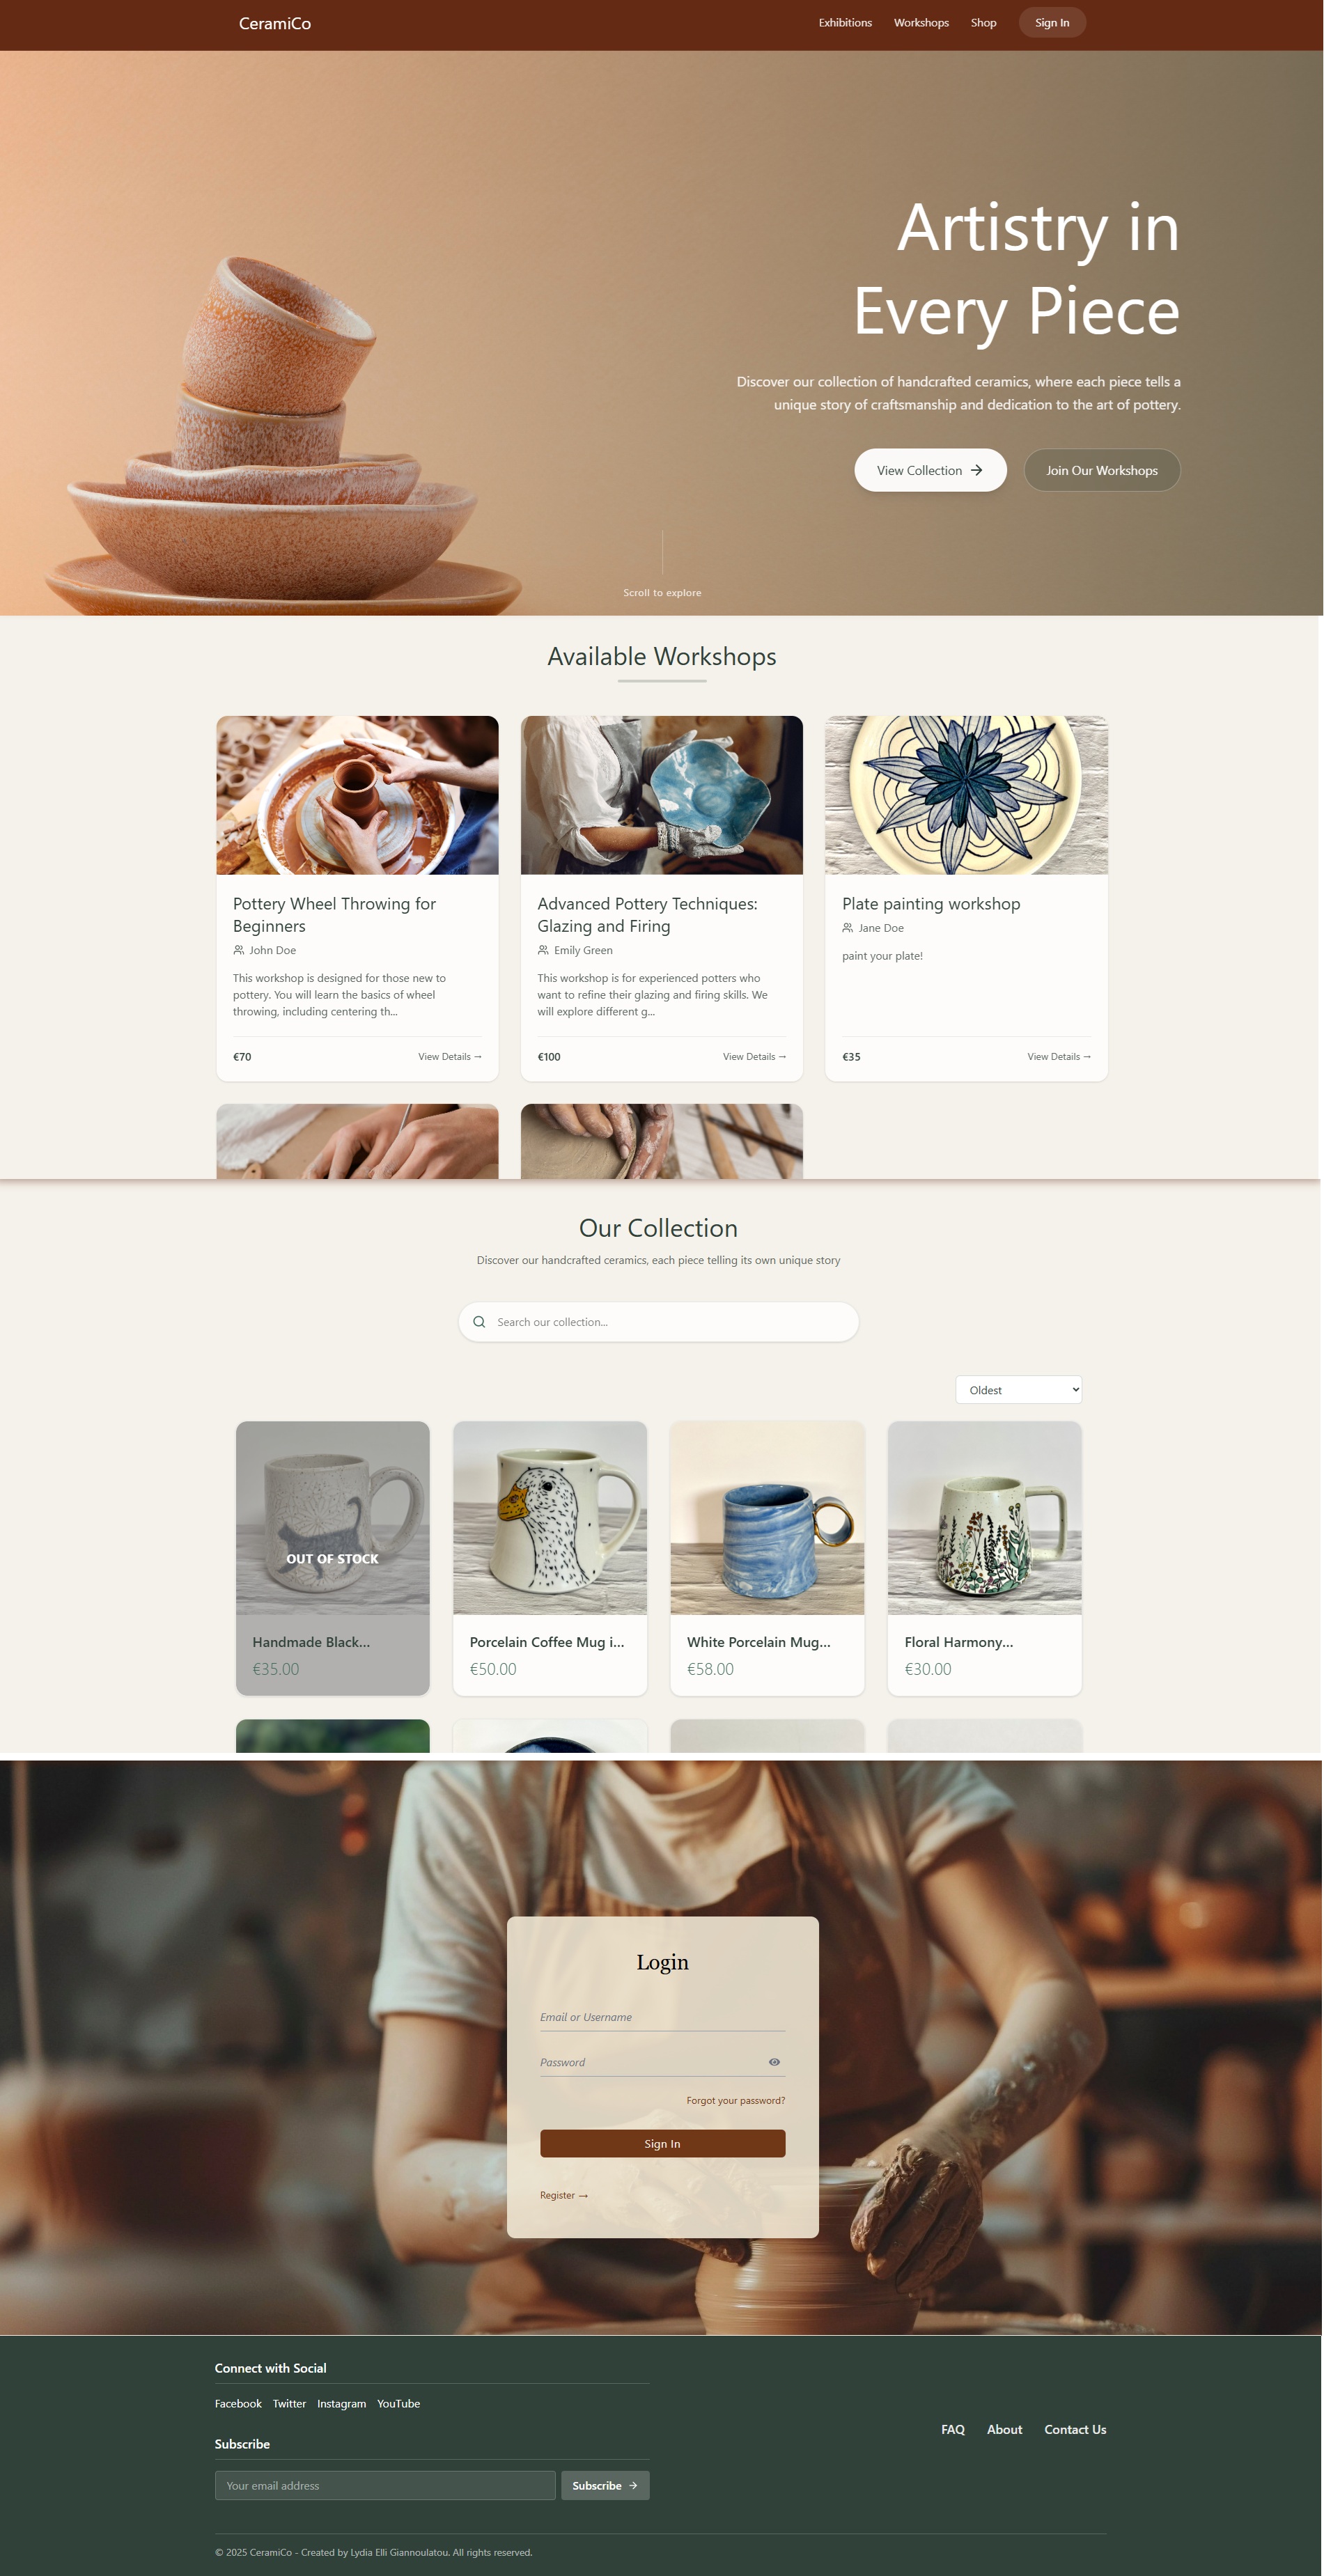 CeramiCo
Exhibitions Workshops Shop Sign In
Artistry in
Every Piece
Discover our collection of handcrafted ceramics, where each piece tells a
unique story of craftsmanship and dedication to the art of pottery.
View Collection → Join Our Workshops
Scroll to explore
Available Workshops
Pottery Wheel Throwing for
Beginners
John Doe
This workshop is designed for those new to
pottery. You will learn the basics of wheel
throwing, including centering th...
€70 View Details →
Advanced Pottery Techniques:
Glazing and Firing
Emily Green
This workshop is for experienced potters who
want to refine their glazing and firing skills. We
will explore different g...
€100 View Details →
Plate painting workshop
Jane Doe
paint your plate!
€35 View Details →
Our Collection
Discover our handcrafted ceramics, each piece telling its own unique story
Search our collection...
Oldest
OUT OF STOCK
Handmade Black...
€35.00
Porcelain Coffee Mug i...
€50.00
White Porcelain Mug...
€58.00
Floral Harmony...
€30.00
Login
Email or Username
Password
Forgot your password?
Sign In
Register →
Connect with Social
Facebook Twitter Instagram YouTube
Subscribe
Your email address
Subscribe →
FAQ About Contact Us
© 2025 CeramiCo - Created by Lydia Elli Giannoulatou. All rights reserved.